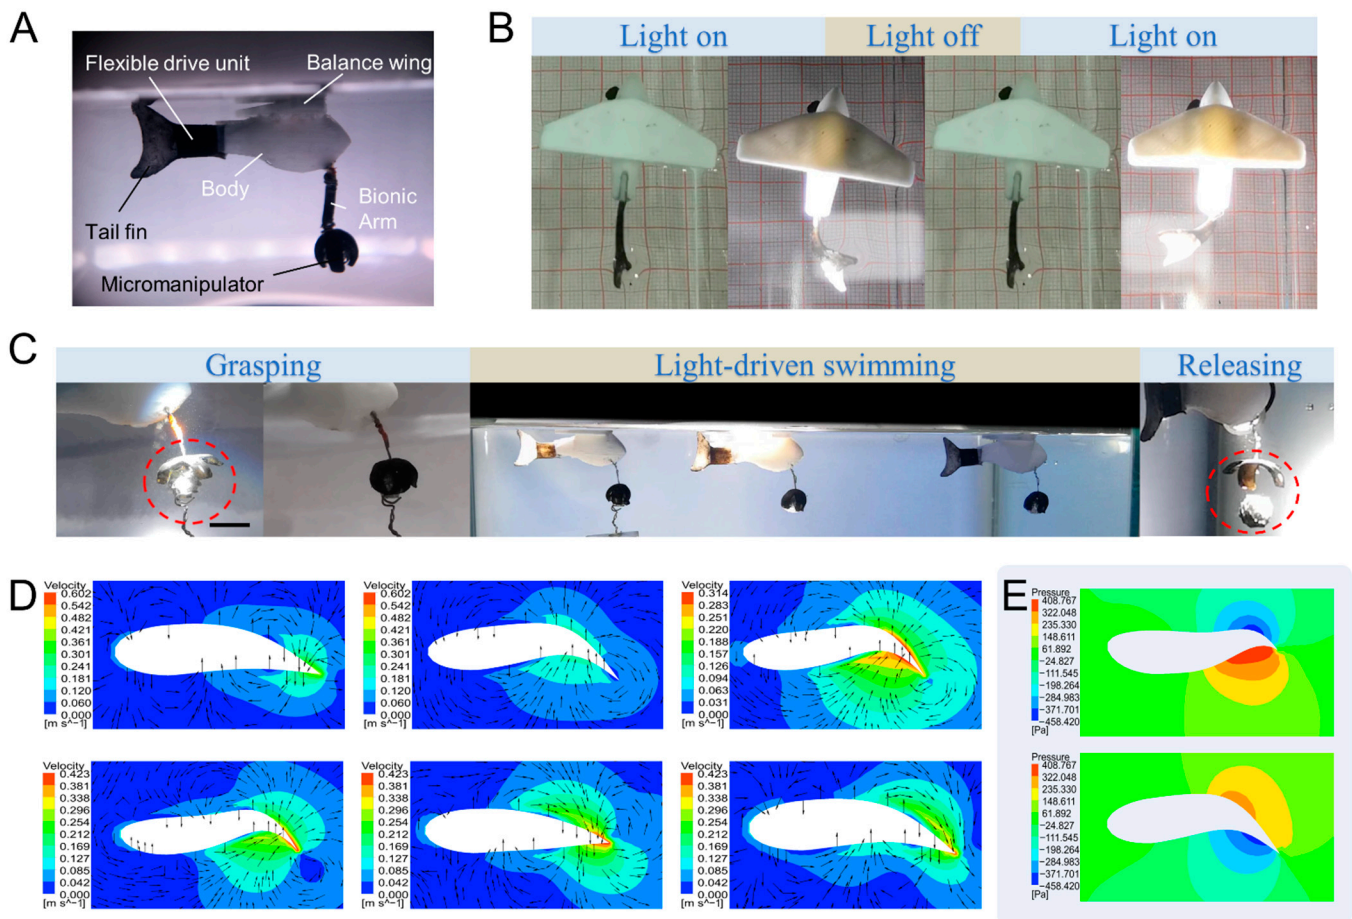 A
Flexible drive unit
Balance wing
Body
Bionic
Arm
Tail fin
Micromanipulator
B
Light on
Light off
Light on
C
Grasping
Light-driven swimming
Releasing
D
Velocity
0.602
0.542
0.482
0.421
0.361
0.301
0.241
0.181
0.120
0.060
0.000
[m s^−1]
Velocity
0.602
0.542
0.482
0.421
0.361
0.301
0.241
0.181
0.120
0.060
0.000
[m s^−1]
Velocity
0.314
0.283
0.251
0.220
0.188
0.157
0.126
0.094
0.063
0.031
0.000
[m s^−1]
Velocity
0.423
0.381
0.338
0.296
0.254
0.212
0.169
0.127
0.085
0.042
0.000
[m s^−1]
Velocity
0.423
0.381
0.338
0.296
0.254
0.212
0.169
0.127
0.085
0.042
0.000
[m s^−1]
Velocity
0.423
0.381
0.338
0.296
0.254
0.212
0.169
0.127
0.085
0.042
0.000
[m s^−1]
E
Pressure
408.767
322.048
235.330
148.611
61.892
−24.827
−111.545
−198.264
−284.983
−371.701
−458.420
[Pa]
Pressure
408.767
322.048
235.330
148.611
61.892
−24.827
−111.545
−198.264
−284.983
−371.701
−458.420
[Pa]